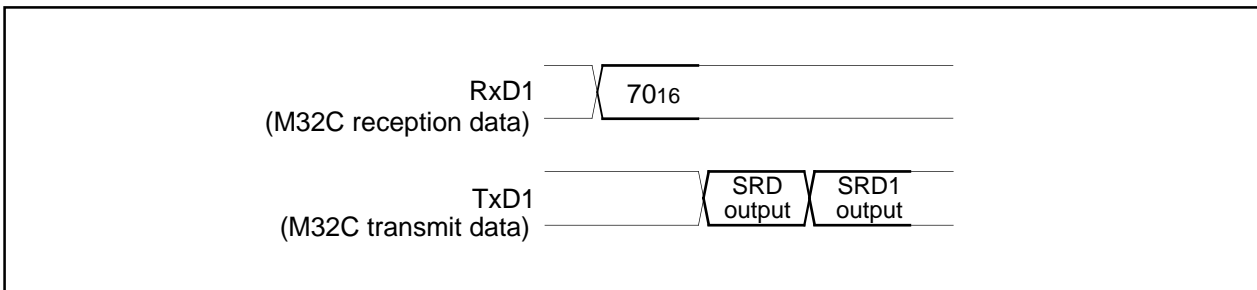 RxD1
(M32C reception data)
7016
TxD1
(M32C transmit data)
SRD
output
SRD1
output